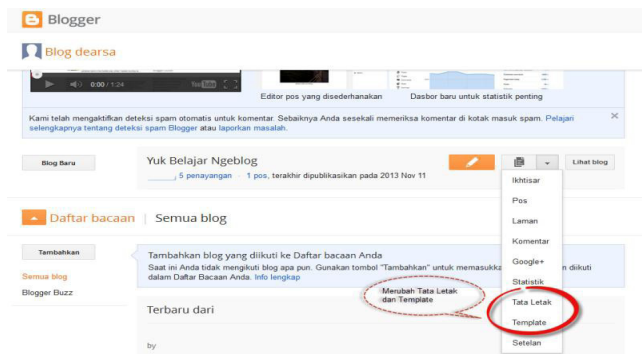 Blogger
Blog dearsa
0:00 / 1:24
YouTube
Editor pos yang disederhanakan
Dasbor baru untuk statistik penting
Kami telah mengaktifkan deteksi spam otomatis untuk komentar. Sebaiknya Anda sesekali memeriksa komentar di kotak masuk spam. Pelajari
selengkapnya tentang deteksi spam Blogger atau laporkan masalah.
Blog Baru
Yuk Belajar Ngeblog
, 5 penayangan - 1 pos, terakhir dipublikasikan pada 2013 Nov 11
Lihat blog
Ikhtisar
Pos
Laman
Komentar
Google+
Statistik
Tata Letak
Template
Setelan
Daftar bacaan | Semua blog
Tambahkan
Semua blog
Blogger Buzz
Tambahkan blog yang diikuti ke Daftar bacaan Anda
Saat ini Anda tidak mengikuti blog apa pun. Gunakan tombol "Tambahkan" untuk memasukka n diikuti
dalam Daftar Bacaan Anda. Info lengkap
Merubah Tata Letak
dan Template
Terbaru dari
by